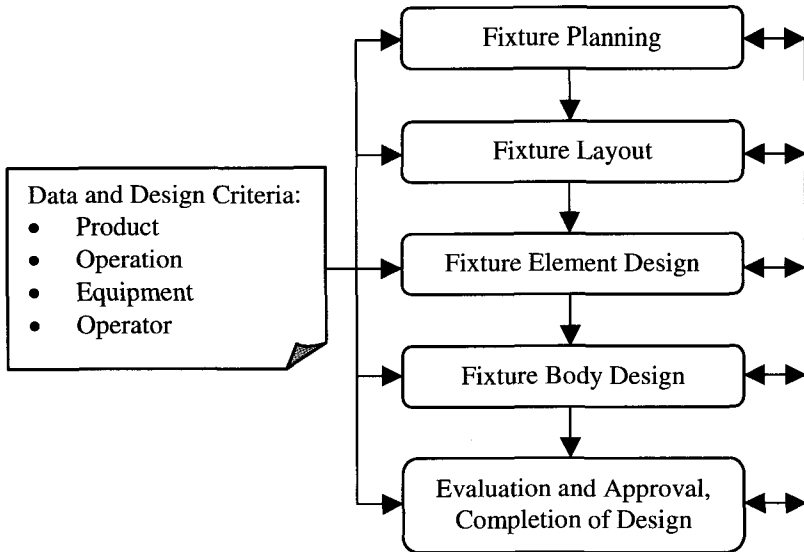 Fixture Planning
Fixture Layout
Data and Design Criteria:
• Product
• Operation
• Equipment
• Operator
Fixture Element Design
Fixture Body Design
Evaluation and Approval,
Completion of Design